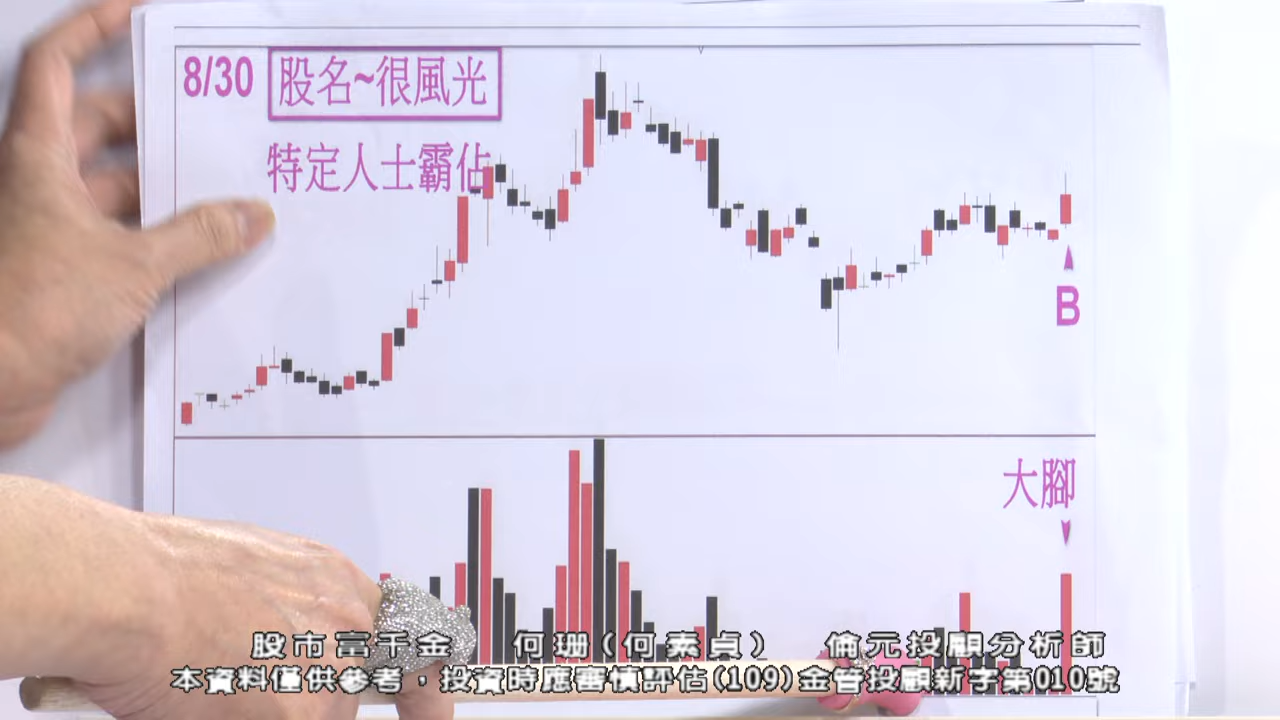 8/30 股名~很風光
特定人士霸佔
B
大腳
股市富千金 何珊(何素貞) 倫元投顧分析師
本資料僅供參考,投資時應審慎評估(109)金管投顧新字第010號